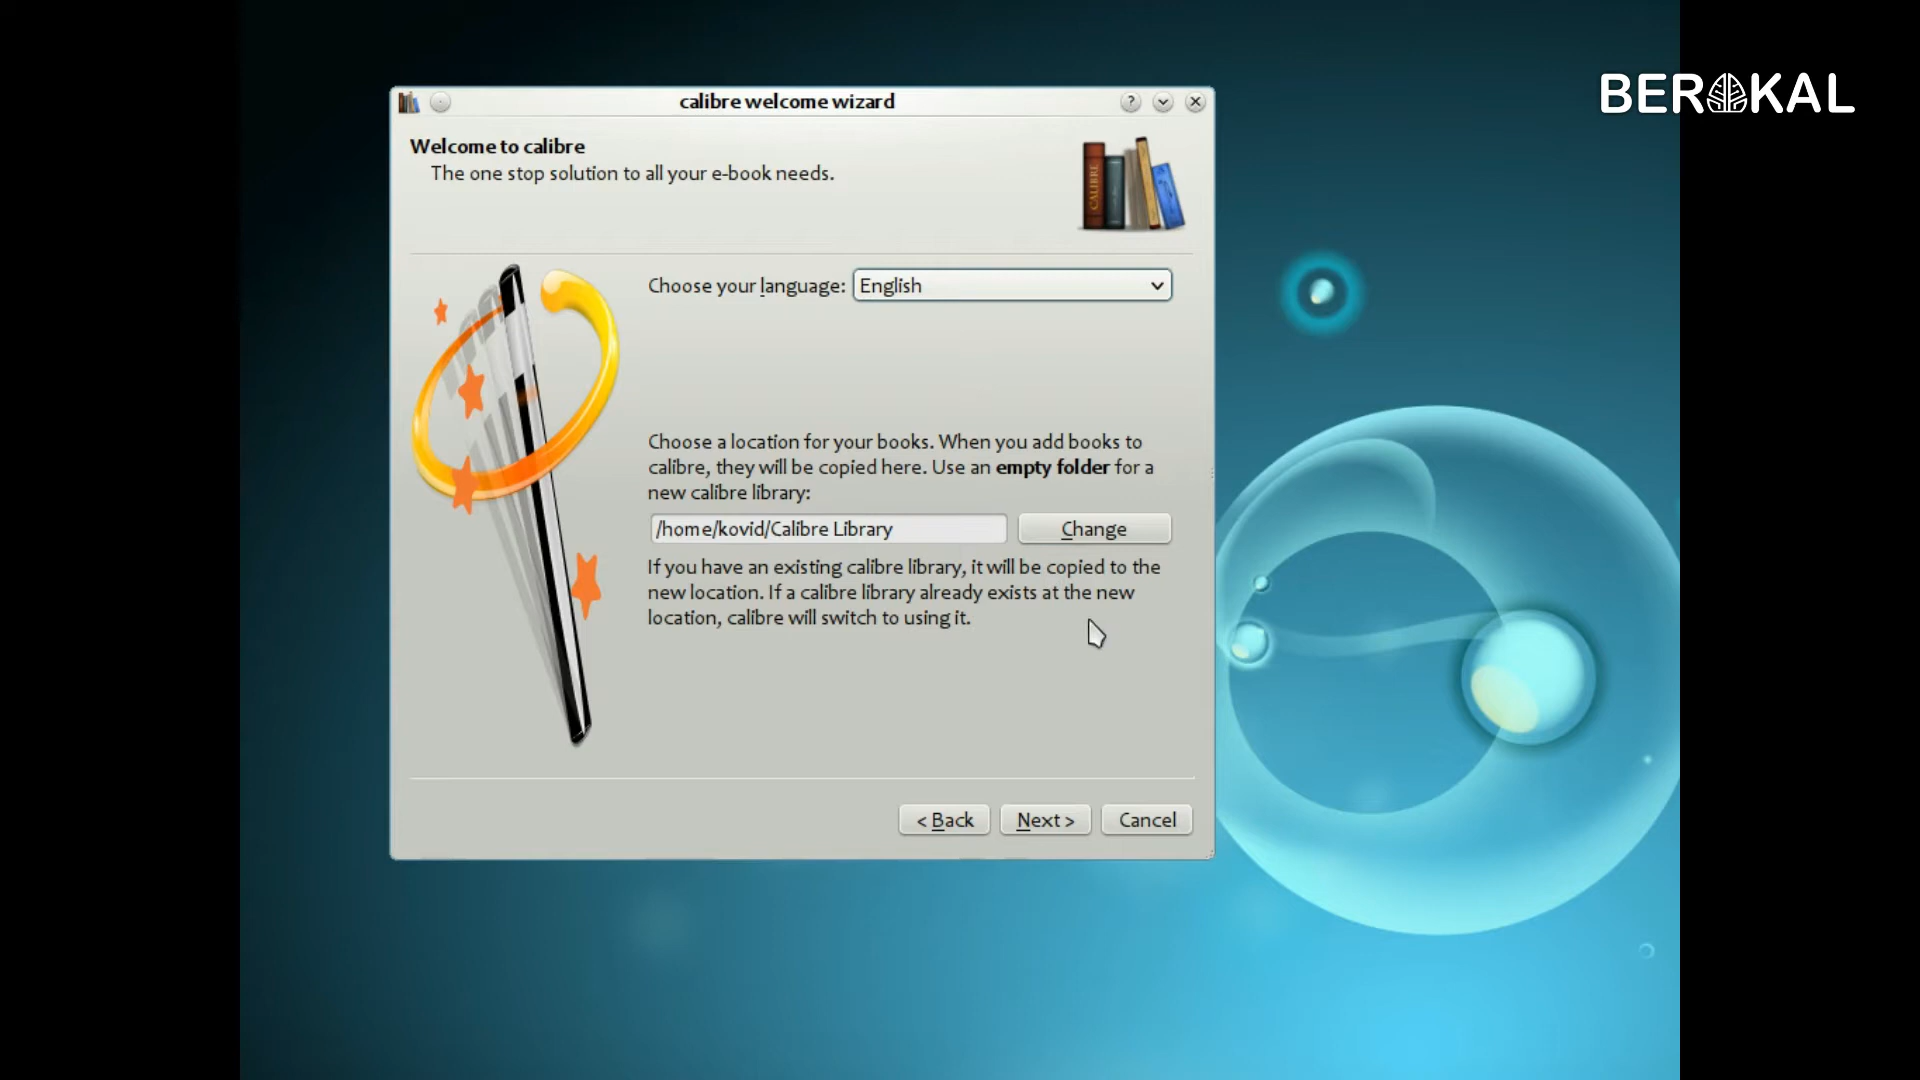 BEROKAL
calibre welcome wizard
Welcome to calibre
The one stop solution to all your e-book needs.
CALIBRE
Choose your language: English
Choose a location for your books. When you add books to
calibre, they will be copied here. Use an empty folder for a
new calibre library:
/home/kovid/Calibre Library Change
If you have an existing calibre library, it will be copied to the
new location. If a calibre library already exists at the new
location, calibre will switch to using it.
< Back Next > Cancel